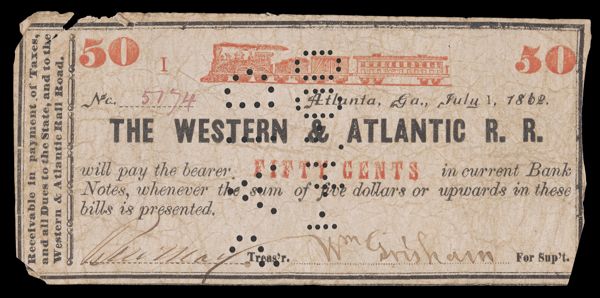 Receivable in payment of Taxes,
and all Dues to the State, and to the
Western & Atlantic Rail Road.
50
I
50
No. 5174
Atlanta, Ga., July 1, 1862.
THE WESTERN & ATLANTIC R. R.
will pay the bearer, FIFTY CENTS in current Bank
Notes, whenever the sum of five dollars or upwards in these
bills is presented.
May Treas'r. Wm Grisham For Sup't.